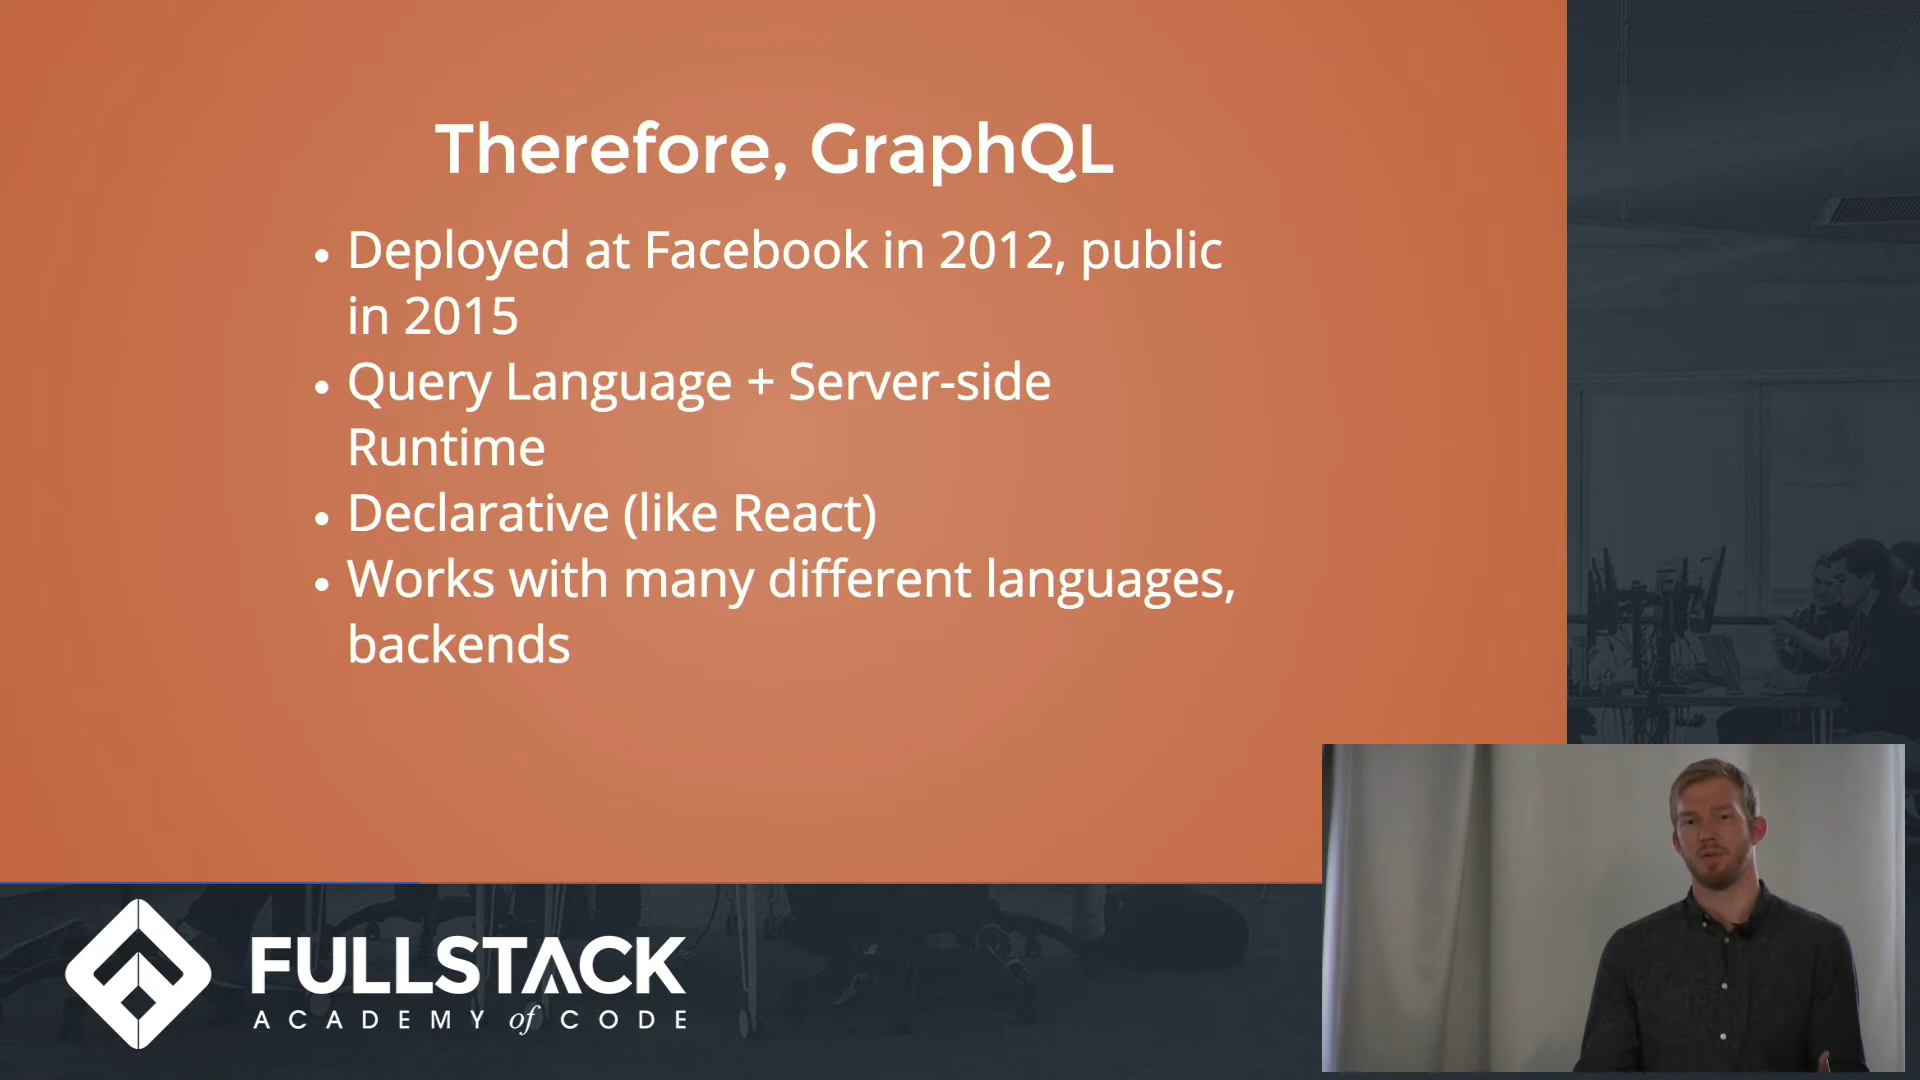 Therefore, GraphQL
• Deployed at Facebook in 2012, public
in 2015
• Query Language + Server-side
Runtime
• Declarative (like React)
• Works with many different languages,
backends
FULLSTACK
ACADEMY of CODE